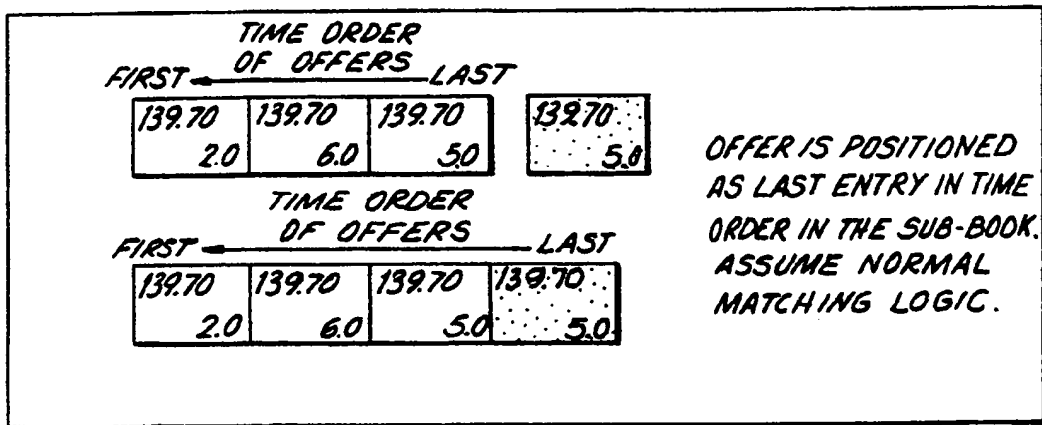 TIME ORDER
OF OFFERS
FIRST LAST
139.70 139.70 139.70 139.70
2.0 6.0 5.0 5.0
OFFER IS POSITIONED
AS LAST ENTRY IN TIME
ORDER IN THE SUB-BOOK.
ASSUME NORMAL
MATCHING LOGIC.
TIME ORDER
OF OFFERS
FIRST LAST
139.70 139.70 139.70 139.70
2.0 6.0 5.0 5.0